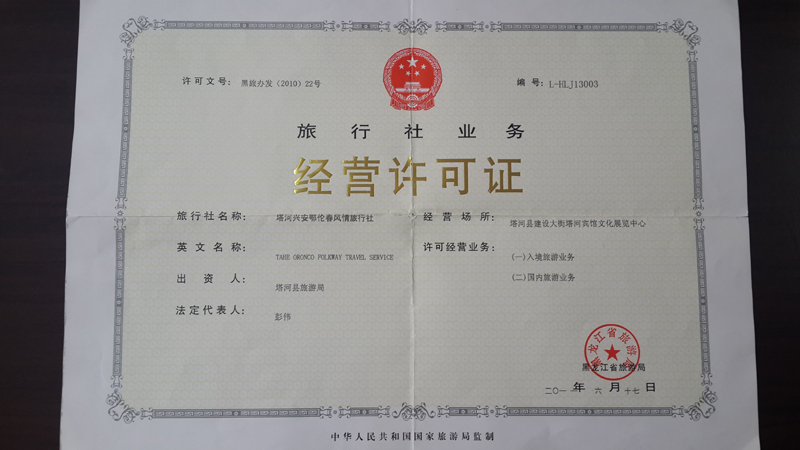 许可文号: 黑旅办发(2010)22号
编号: L-HLJ13003
旅行社业务
经营许可证
旅行社名称: 塔河兴安鄂伦春风情旅行社
英文名称: TAHE ORONCO FOLKWAY TRAVEL SERVICE
出资人: 塔河县旅游局
法定代表人: 彭伟
经营场所: 塔河县建设大街塔河宾馆文化展览中心
许可经营业务: (一)入境旅游业务
(二)国内旅游业务
黑龙江省旅游局
黑龙江省旅游局
二〇一 年 六 月 十七 日
中华人民共和国国家旅游局监制